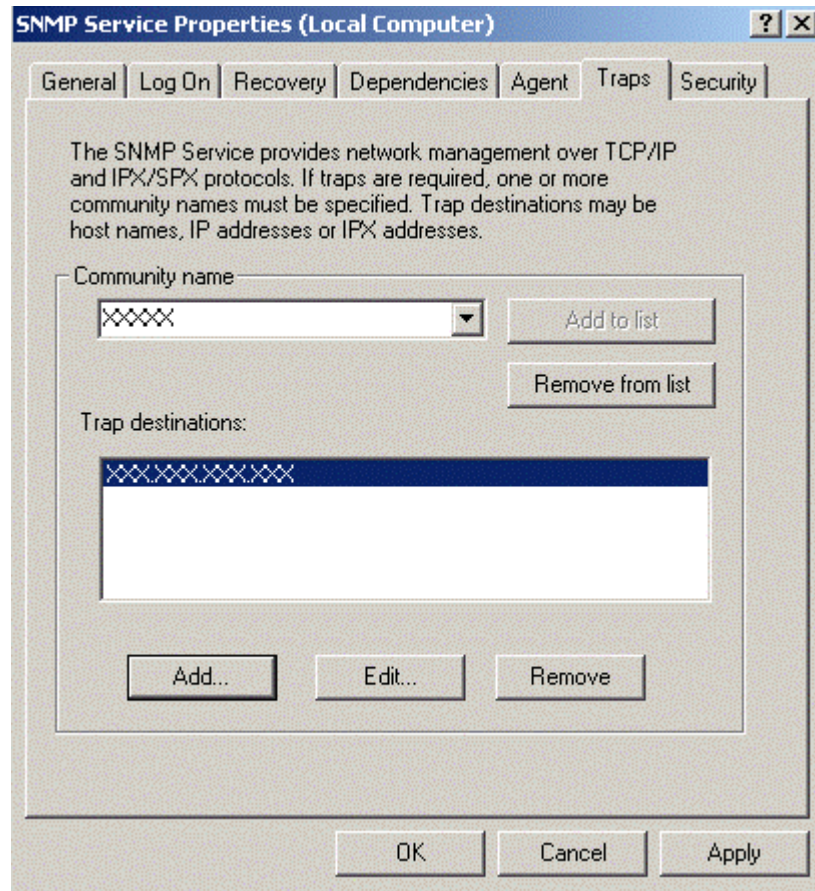 SNMP Service Properties (Local Computer) ? X
General Log On Recovery Dependencies Agent Traps Security
The SNMP Service provides network management over TCP/IP
and IPX/SPX protocols. If traps are required, one or more
community names must be specified. Trap destinations may be
host names, IP addresses or IPX addresses.
Community name
XXXXX
Add to list
Remove from list
Trap destinations:
XXX.XXX.XXX.XXX
Add... Edit... Remove
OK Cancel Apply